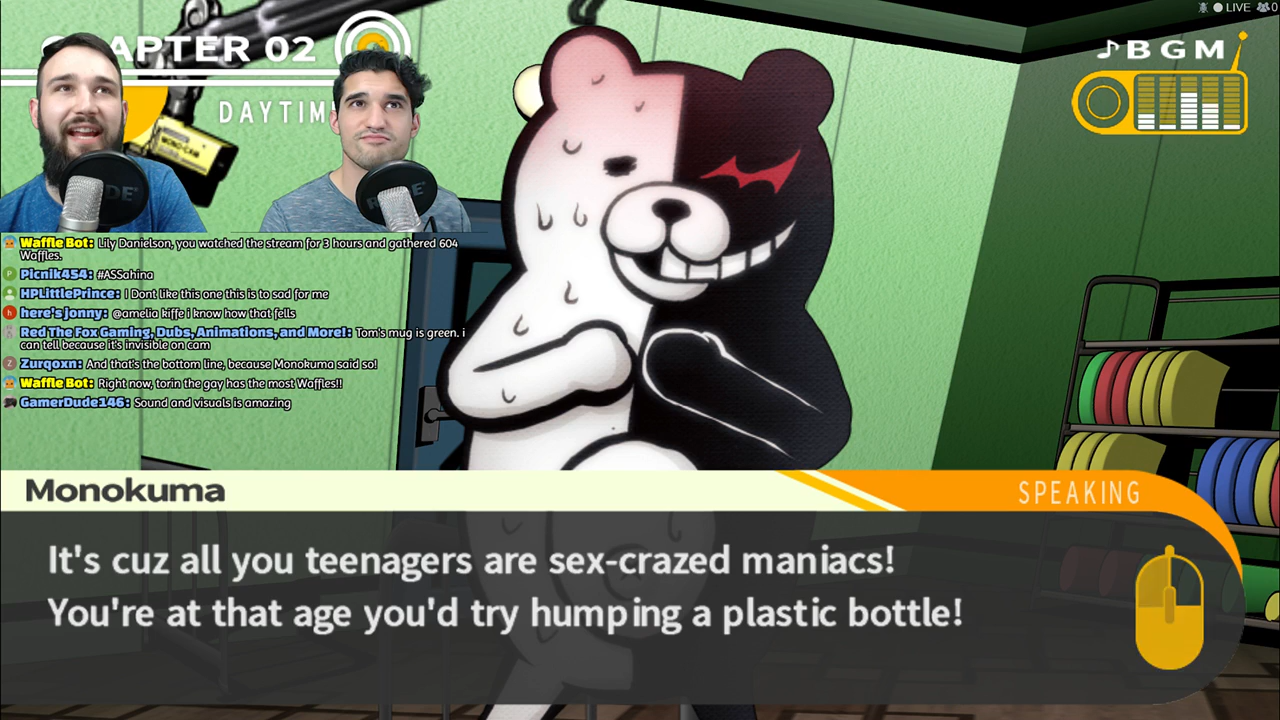 LIVE 0
CHAPTER 02
♪BGM
DAYTIM
MONO-CAM
Waffle Bot: Lily Danielson, you watched the stream for 3 hours and gathered 604
Waffles.
Picnik454: #ASSahina
HPLittlePrince: I Dont like this one this is to sad for me
here's jonny: @amelia kiffe i know how that fells
Red The Fox Gaming, Dubs, Animations, and More!: Tom's mug is green. i
can tell because it's invisible on cam
Zurqoxn: And that's the bottom line, because Monokuma said so!
Waffle Bot: Right now, torin the gay has the most Waffles!!
GamerDude146: Sound and visuals is amazing
Monokuma
SPEAKING
It's cuz all you teenagers are sex-crazed maniacs!
You're at that age you'd try humping a plastic bottle!